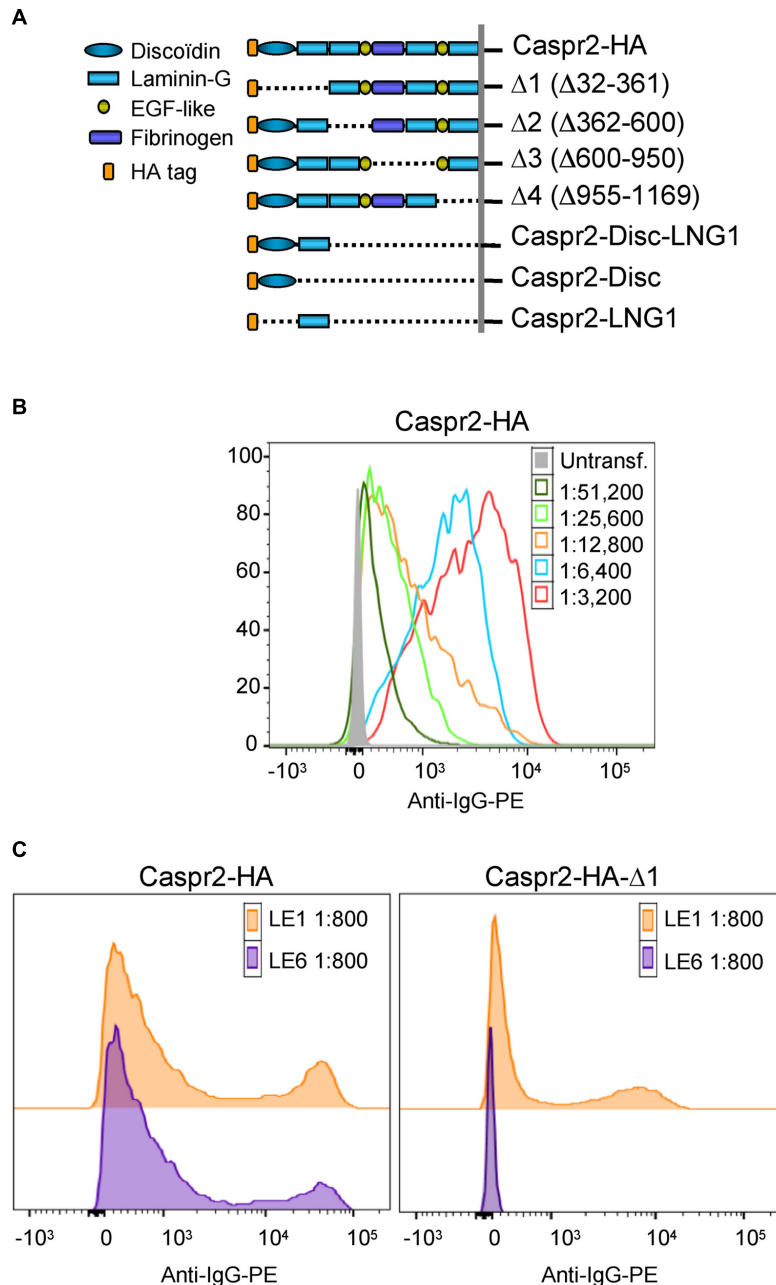 A
Discoïdin
Laminin-G
EGF-like
Fibrinogen
HA tag
Caspr2-HA
Δ1 (Δ32-361)
Δ2 (Δ362-600)
Δ3 (Δ600-950)
Δ4 (Δ955-1169)
Caspr2-Disc-LNG1
Caspr2-Disc
Caspr2-LNG1
B
Caspr2-HA
100
80
60
40
20
0
Untransf.
1:51,200
1:25,600
1:12,800
1:6,400
1:3,200
-10³ 0 10³ 10⁴ 10⁵
Anti-IgG-PE
C
Caspr2-HA
LE1 1:800
LE6 1:800
-10³ 0 10³ 10⁴ 10⁵
Anti-IgG-PE
Caspr2-HA-Δ1
LE1 1:800
LE6 1:800
-10³ 0 10³ 10⁴ 10⁵
Anti-IgG-PE